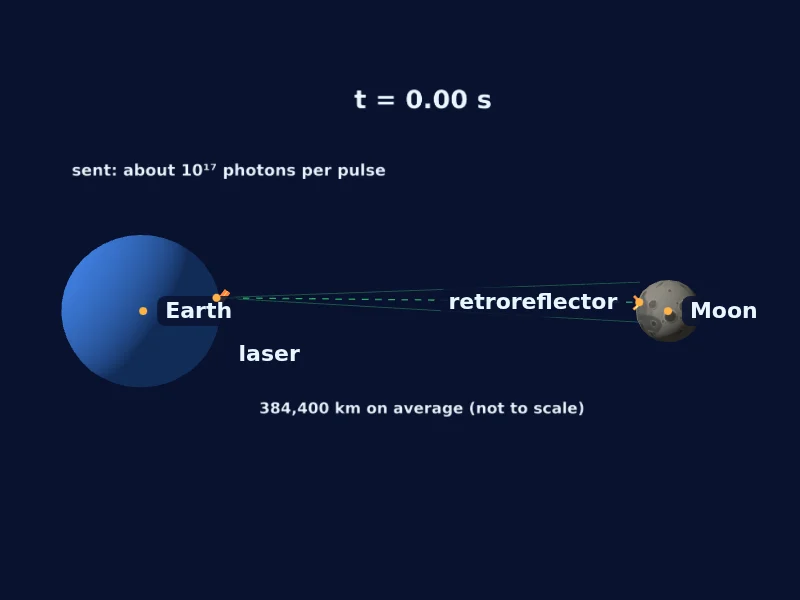 t = 0.00 s
sent: about 10¹⁷ photons per pulse
retroreflector
Earth
Moon
laser
384,400 km on average (not to scale)